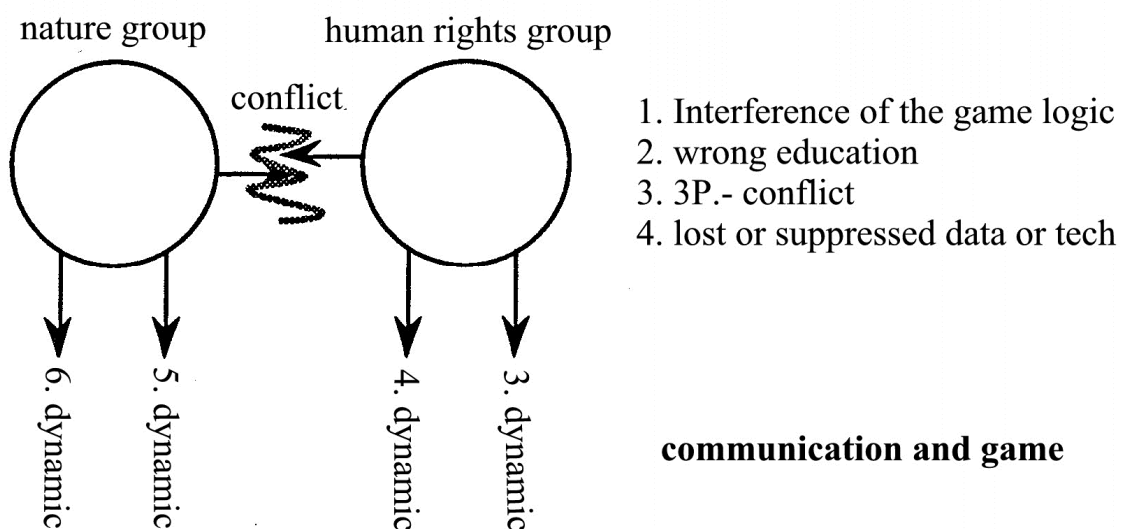 nature group
human rights group
conflict
1. Interference of the game logic
2. wrong education
3. 3P.- conflict
4. lost or suppressed data or tech
6. dynamic
5. dynamic
4. dynamic
3. dynamic
communication and game